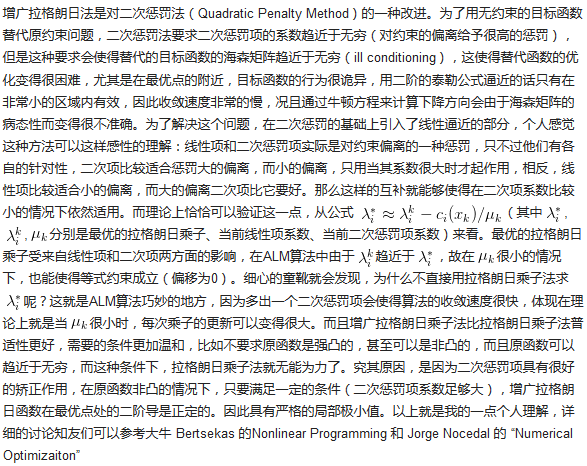 增广拉格朗日法是对二次惩罚法（Quadratic Penalty Method）的一种改进。为了用无约束的目标函数
替代原约束问题，二次惩罚法要求二次惩罚项的系数趋近于无穷（对约束的偏离给予很高的惩罚），
但是这种要求会使得替代的目标函数的海森矩阵趋近于无穷（ill conditioning），这使得替代函数的优
化变得很困难，尤其是在最优点的附近，目标函数的行为很诡异，用二阶的泰勒公式逼近的话只有在
非常小的区域内有效，因此收敛速度非常的慢，况且通过牛顿方程来计算下降方向会由于海森矩阵的
病态性而变得很不准确。为了解决这个问题，在二次惩罚的基础上引入了线性逼近的部分，个人感觉
这种方法可以这样感性的理解：线性项和二次惩罚项实际是对约束偏离的一种惩罚，只不过他们有各
自的针对性，二次项比较适合惩罚大的偏离，而小的偏离，只用当其系数很大时才起作用，相反，线
性项比较适合小的偏离，而大的偏离二次项比它要好。那么这样的互补就能够使得在二次项系数比较
小的情况下依然适用。而理论上恰恰可以验证这一点，从公式 λ_i^* ≈ λ_i^k − c_i(x_k)/μ_k（其中 λ_i^*，
λ_i^k, μ_k 分别是最优的拉格朗日乘子、当前线性项系数、当前二次惩罚项系数）来看。最优的拉格朗日
乘子受来自线性项和二次项两方面的影响，在ALM算法中由于 λ_i^k 趋近于 λ_i^*，故在 μ_k 很小的情况
下，也能使得等式约束成立（偏移为0）。细心的童靴就会发现，为什么不直接用拉格朗日乘子法求
λ_i^* 呢？这就是ALM算法巧妙的地方，因为多出一个二次惩罚项会使得算法的收敛速度很快，体现在理
论上就是当 μ_k 很小时，每次乘子的更新可以变得很大。而且增广拉格朗日乘子法比拉格朗日乘子法普
适性更好，需要的条件更加温和，比如不要求原函数是强凸的，甚至可以是非凸的，而且原函数可以
趋近于无穷，而这种条件下，拉格朗日乘子法就无能为力了。究其原因，是因为二次惩罚项具有很好
的矫正作用，在原函数非凸的情况下，只要满足一定的条件（二次惩罚项系数足够大），增广拉格朗
日函数在最优点处的二阶导是正定的。因此具有严格的局部极小值。以上就是我的一点个人理解，详
细的讨论知友们可以参考大牛 Bertsekas 的Nonlinear Programming 和 Jorge Nocedal 的 “Numerical
Optimizaiton”